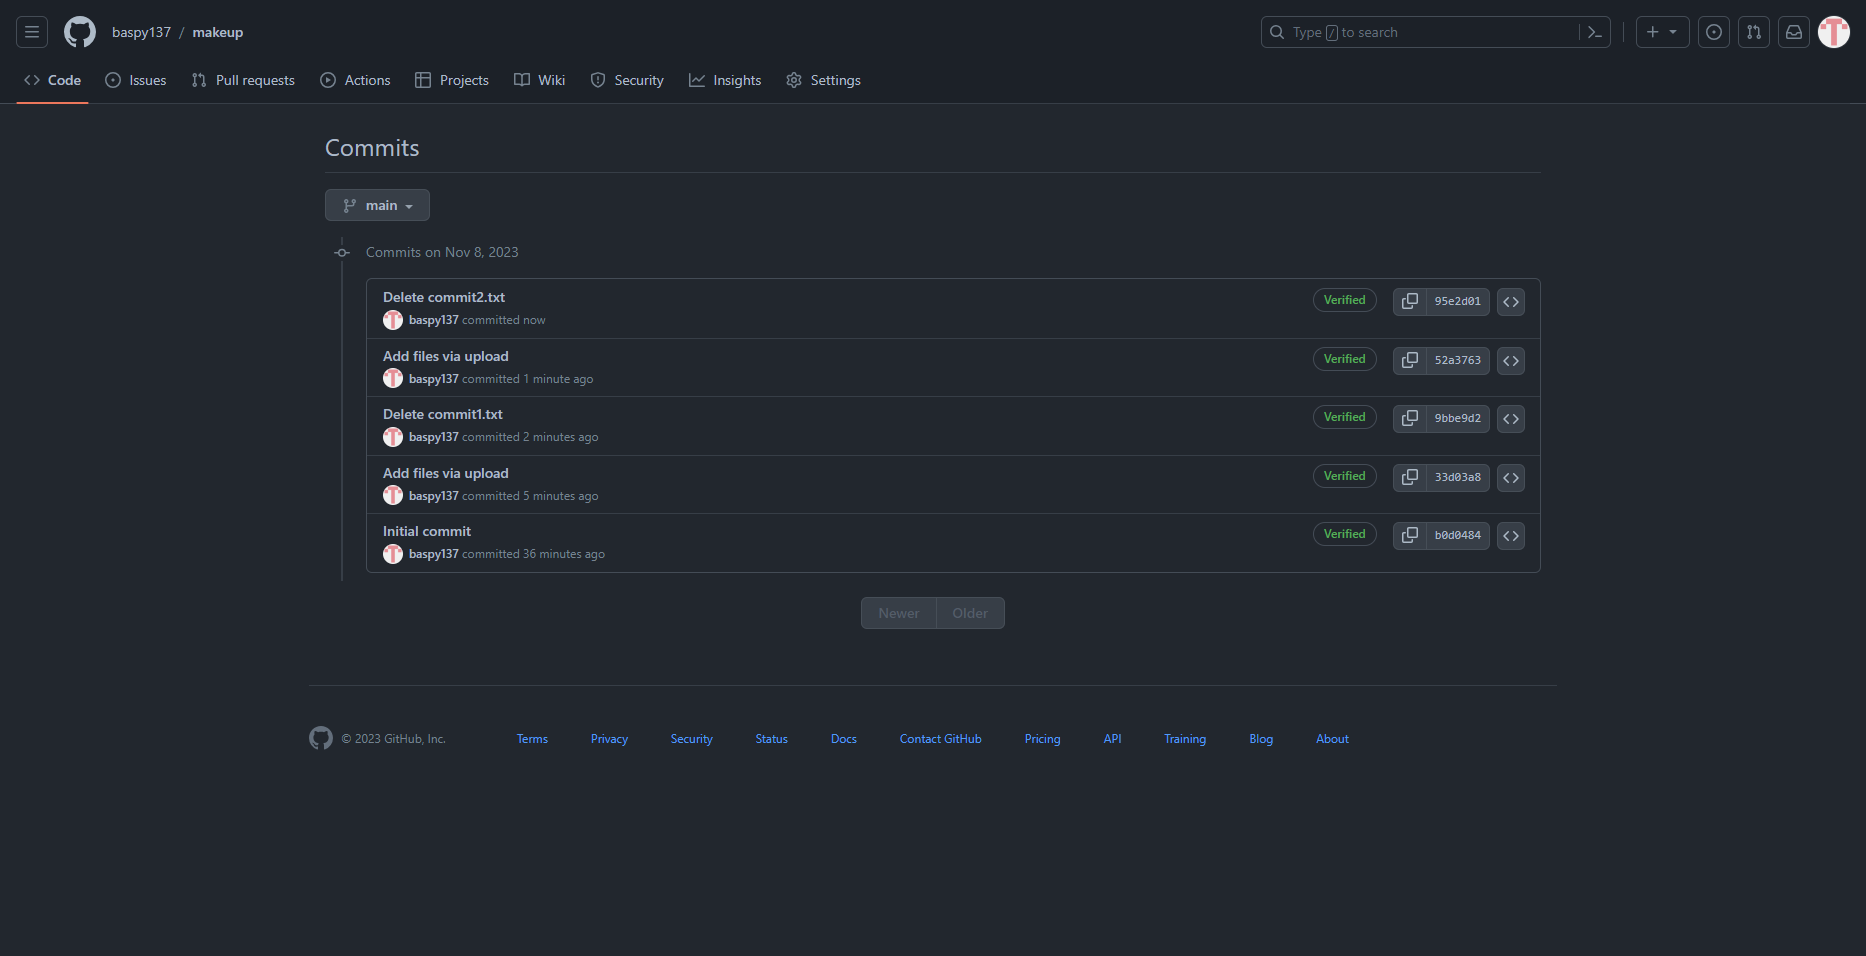 baspy137 / makeup
Type / to search
Code Issues Pull requests Actions Projects Wiki Security Insights Settings
Commits
main
Commits on Nov 8, 2023
Delete commit2.txt
baspy137 committed now
Verified 95e2d01
Add files via upload
baspy137 committed 1 minute ago
Verified 52a3763
Delete commit1.txt
baspy137 committed 2 minutes ago
Verified 9bbe9d2
Add files via upload
baspy137 committed 5 minutes ago
Verified 33d03a8
Initial commit
baspy137 committed 36 minutes ago
Verified b0d0484
Newer Older
© 2023 GitHub, Inc. Terms Privacy Security Status Docs Contact GitHub Pricing API Training Blog About